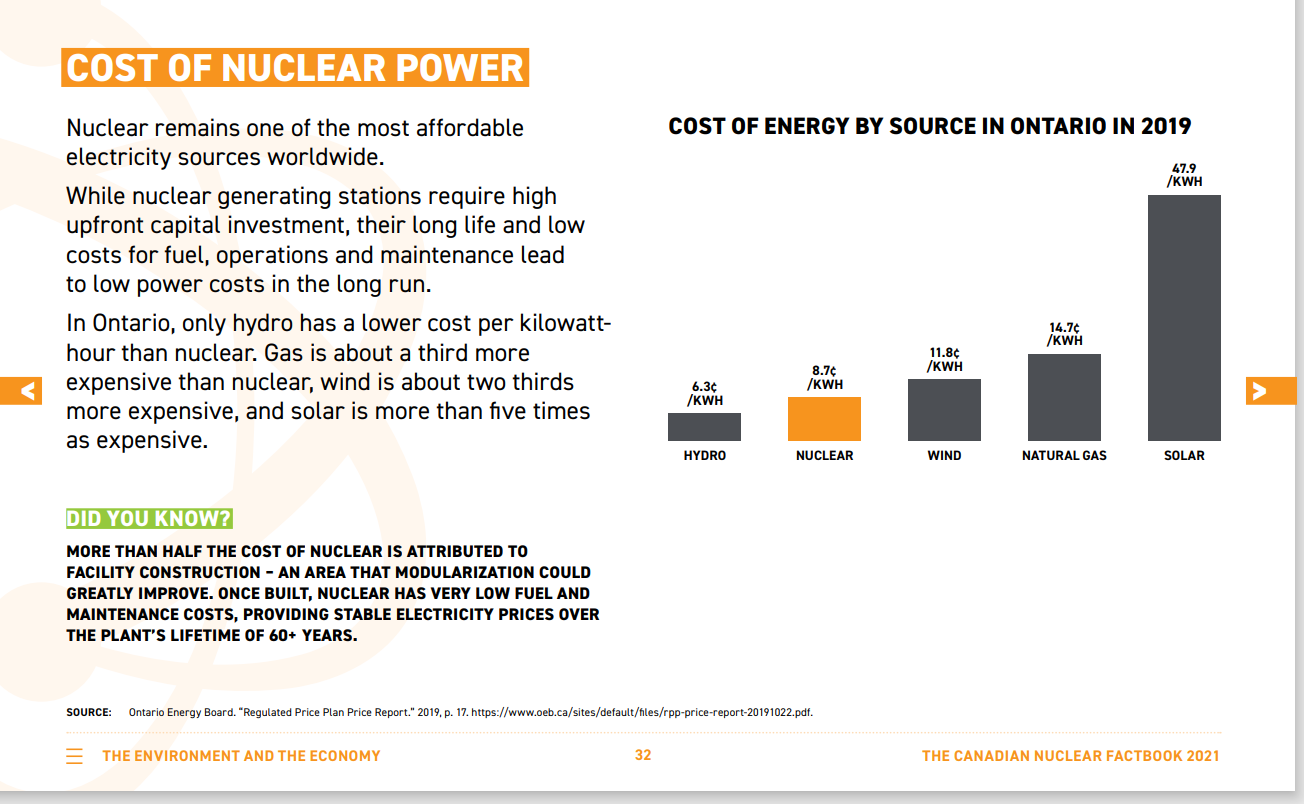 COST OF NUCLEAR POWER
Nuclear remains one of the most affordable
electricity sources worldwide.
While nuclear generating stations require high
upfront capital investment, their long life and low
costs for fuel, operations and maintenance lead
to low power costs in the long run.
In Ontario, only hydro has a lower cost per kilowatt-
hour than nuclear. Gas is about a third more
expensive than nuclear, wind is about two thirds
more expensive, and solar is more than five times
as expensive.
DID YOU KNOW?
MORE THAN HALF THE COST OF NUCLEAR IS ATTRIBUTED TO
FACILITY CONSTRUCTION – AN AREA THAT MODULARIZATION COULD
GREATLY IMPROVE. ONCE BUILT, NUCLEAR HAS VERY LOW FUEL AND
MAINTENANCE COSTS, PROVIDING STABLE ELECTRICITY PRICES OVER
THE PLANT'S LIFETIME OF 60+ YEARS.
COST OF ENERGY BY SOURCE IN ONTARIO IN 2019
6.3¢
/KWH
HYDRO
8.7¢
/KWH
NUCLEAR
11.8¢
/KWH
WIND
14.7¢
/KWH
NATURAL GAS
47.9
/KWH
SOLAR
<
>
SOURCE: Ontario Energy Board. "Regulated Price Plan Price Report." 2019, p. 17. https://www.oeb.ca/sites/default/files/rpp-price-report-20191022.pdf.
THE ENVIRONMENT AND THE ECONOMY
32
THE CANADIAN NUCLEAR FACTBOOK 2021